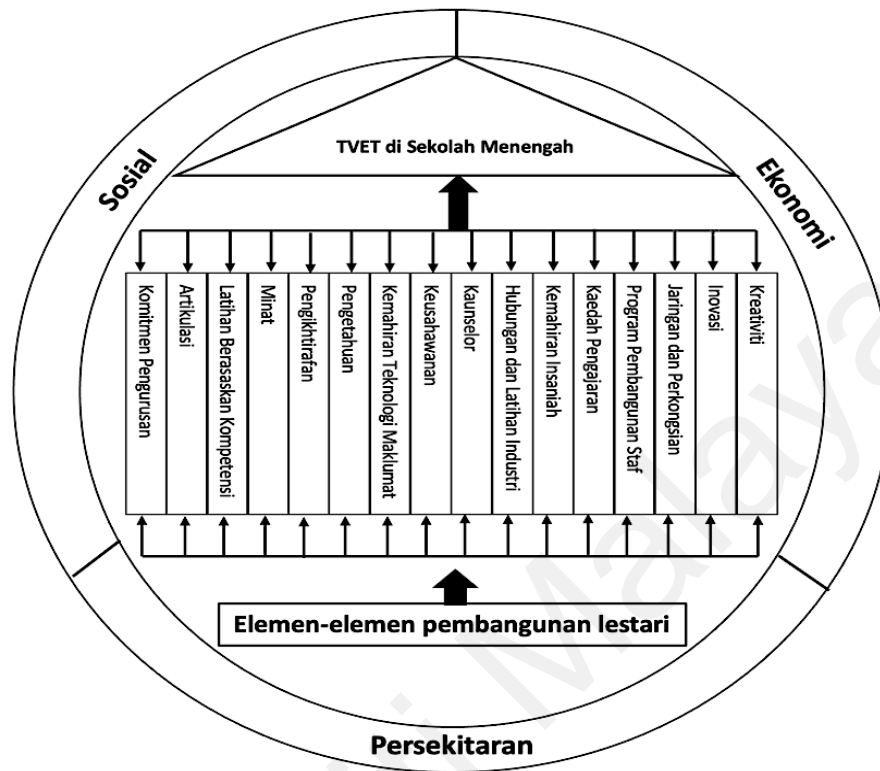 Sosial
Ekonomi
TVET di Sekolah Menengah
Komitmen Pengurusan
Artikulasi
Latihan Berasaskan Kompetensi
Minat
Pengikhtirafan
Pengetahuan
Kemahiran Teknologi Maklumat
Keusahawanan
Kaunselor
Hubungan dan Latihan Industri
Kemahiran Insaniah
Kaedah Pengajaran
Program Pembangunan Staf
Jaringan dan Perkongsian
Inovasi
Kreativiti
Elemen-elemen pembangunan lestari
Persekitaran
Malaya